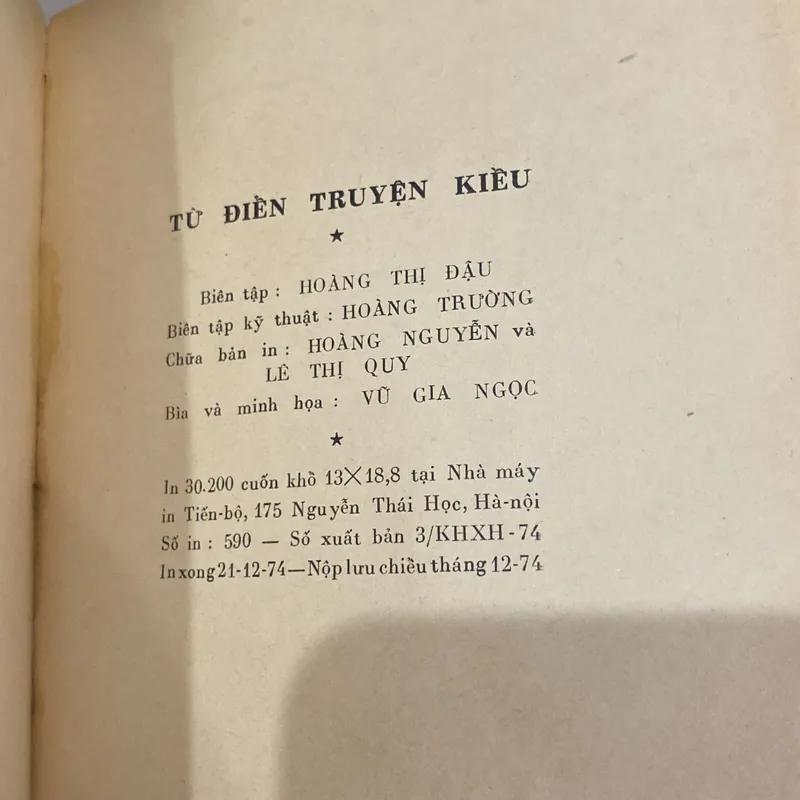 TỪ ĐIỂN TRUYỆN KIỀU
★
Biên tập : HOÀNG THỊ ĐẬU
Biên tập kỹ thuật : HOÀNG TRƯỜNG
Chữa bản in : HOÀNG NGUYỄN và
LÊ THỊ QUY
Bìa và minh họa : VŨ GIA NGỌC
★
In 30.200 cuốn khổ 13×18,8 tại Nhà máy
in Tiến-bộ, 175 Nguyễn Thái Học, Hà-nội
Số in : 590 — Số xuất bản 3/KHXH-74
In xong 21-12-74—Nộp lưu chiều tháng 12-74